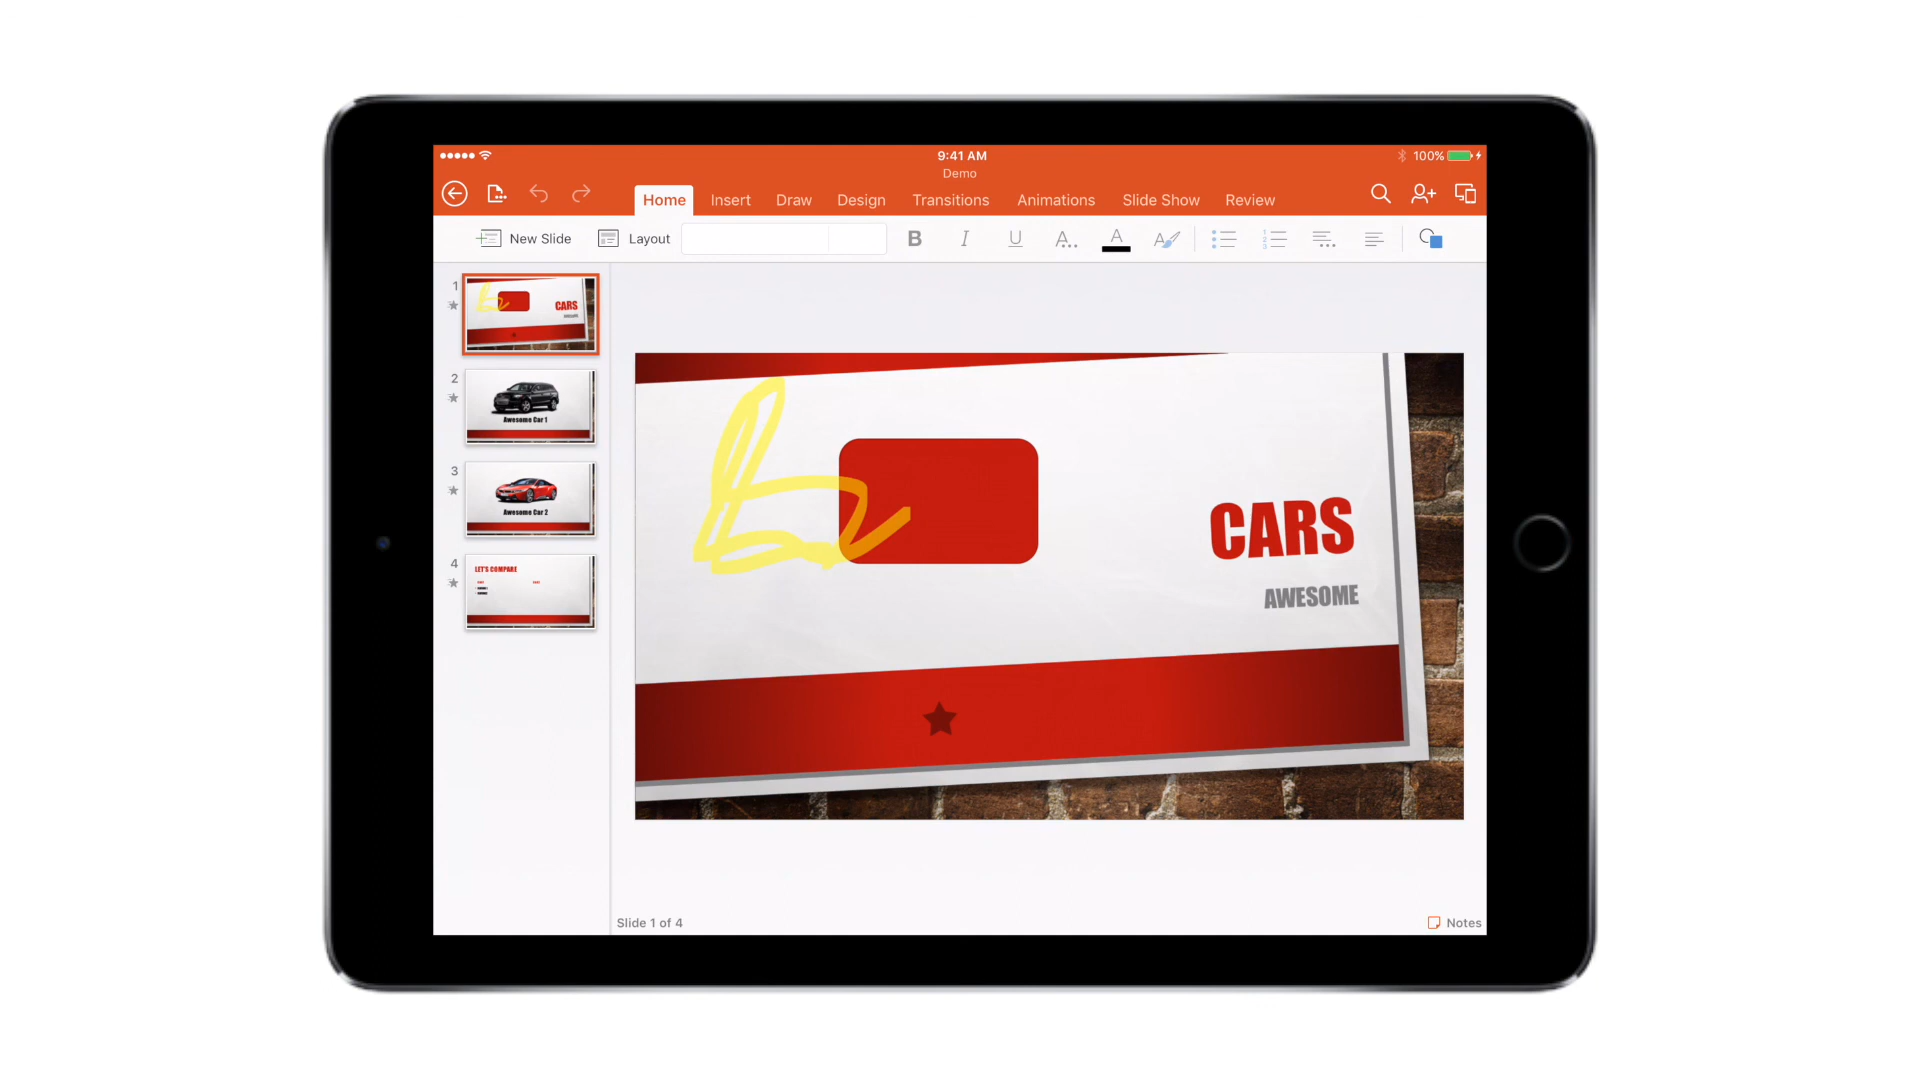 9:41 AM
100%
Demo
Home Insert Draw Design Transitions Animations Slide Show Review
New Slide Layout B I U A.. A A
1
CARS
AWESOME
2
Awesome Car 1
3
Awesome Car 2
4
LET'S COMPARE
CARS
AWESOME
Slide 1 of 4
Notes